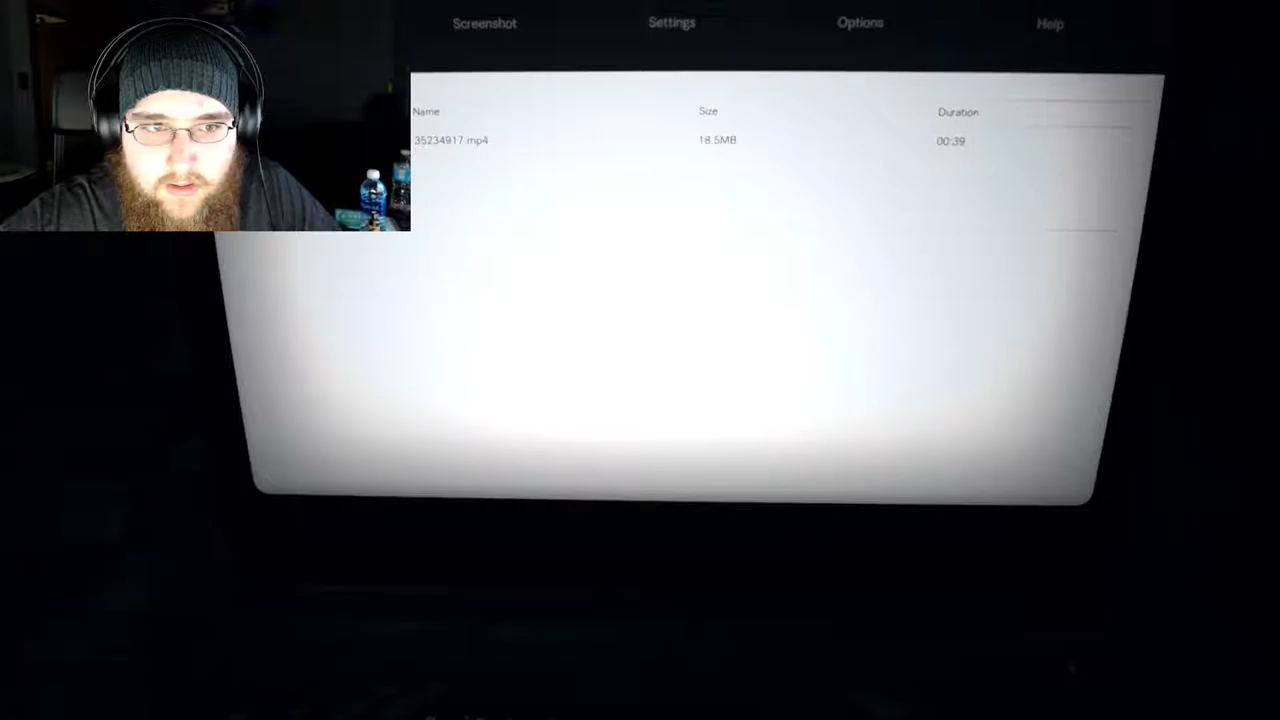 Screenshot Settings Options Help
Name Size Duration
35234917.mp4 18.5MB 00:39